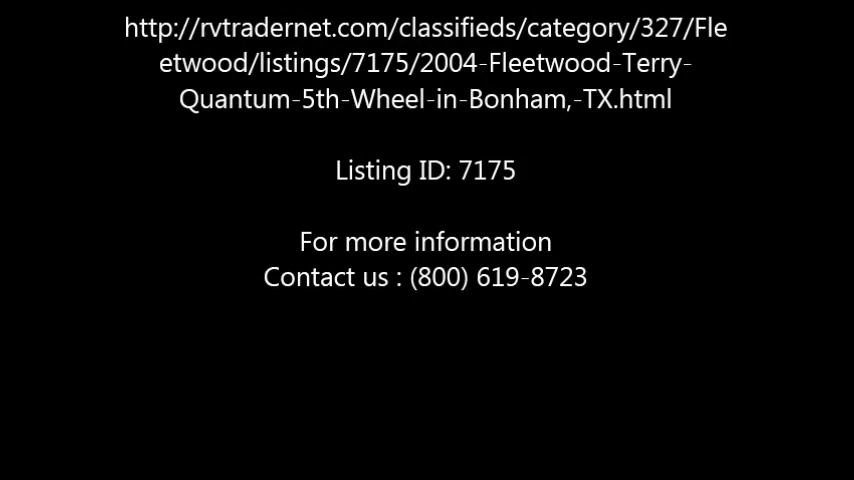 http://rvtradernet.com/classifieds/category/327/Fle
etwood/listings/7175/2004-Fleetwood-Terry-
Quantum-5th-Wheel-in-Bonham,-TX.html
Listing ID: 7175
For more information
Contact us : (800) 619-8723